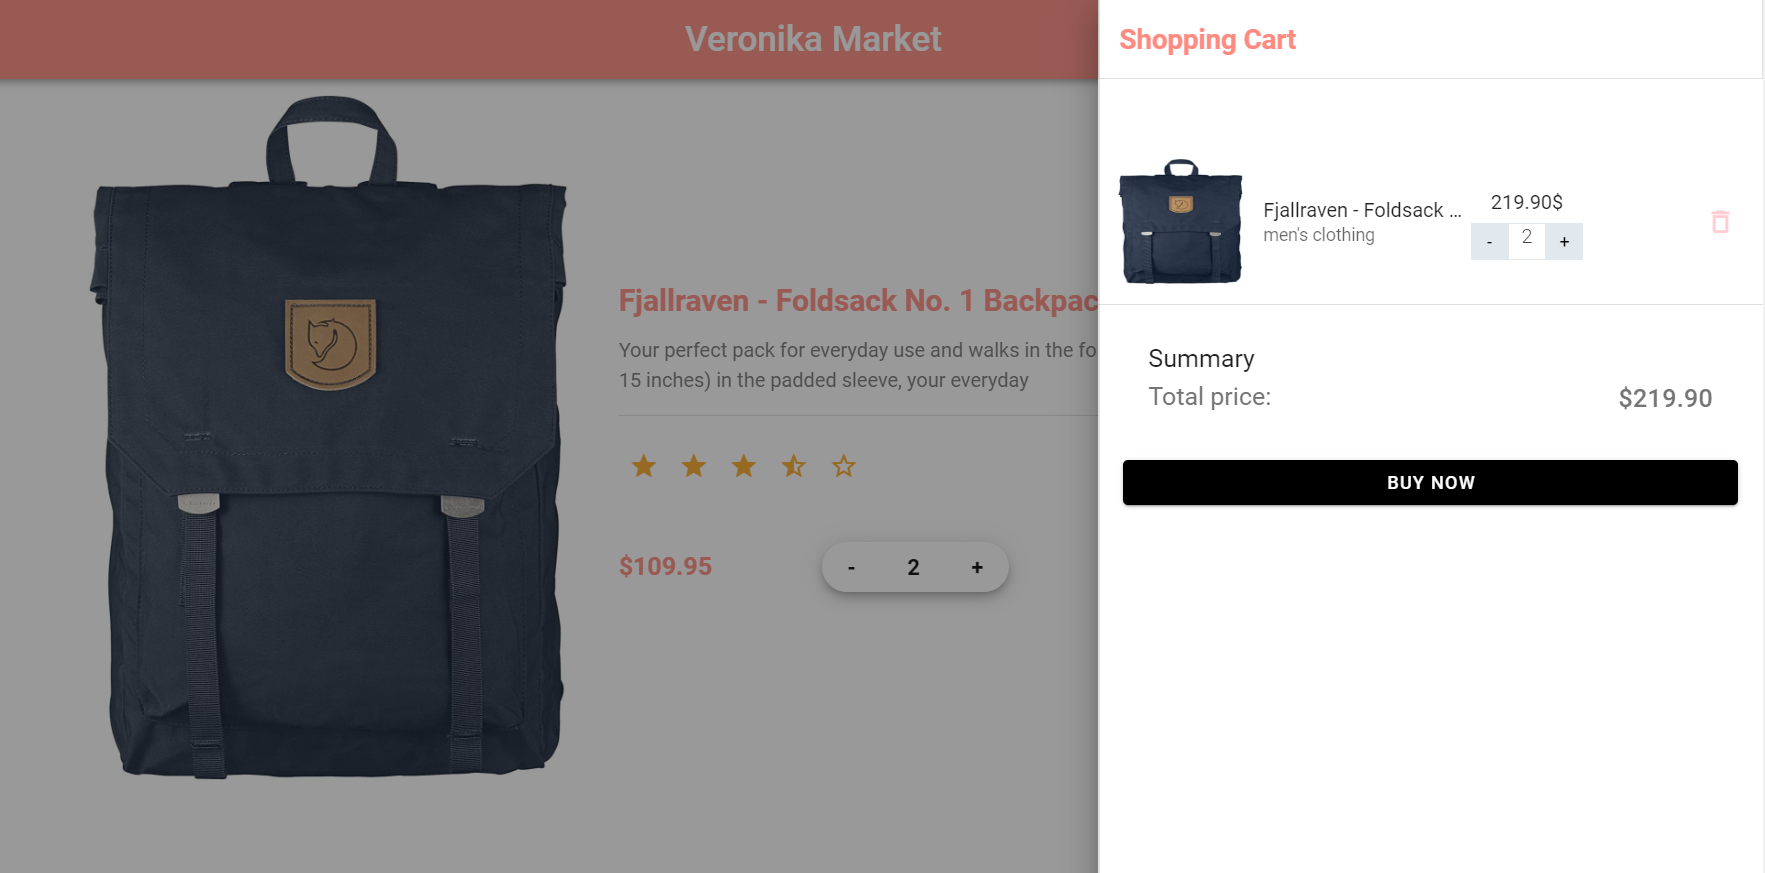 Veronika Market
Fjallraven - Foldsack No. 1 Backpac
Your perfect pack for everyday use and walks in the fo
15 inches) in the padded sleeve, your everyday
$109.95
- 2 +
Shopping Cart
Fjallraven - Foldsack ...
men's clothing
219.90$
- 2 +
Summary
Total price: $219.90
BUY NOW